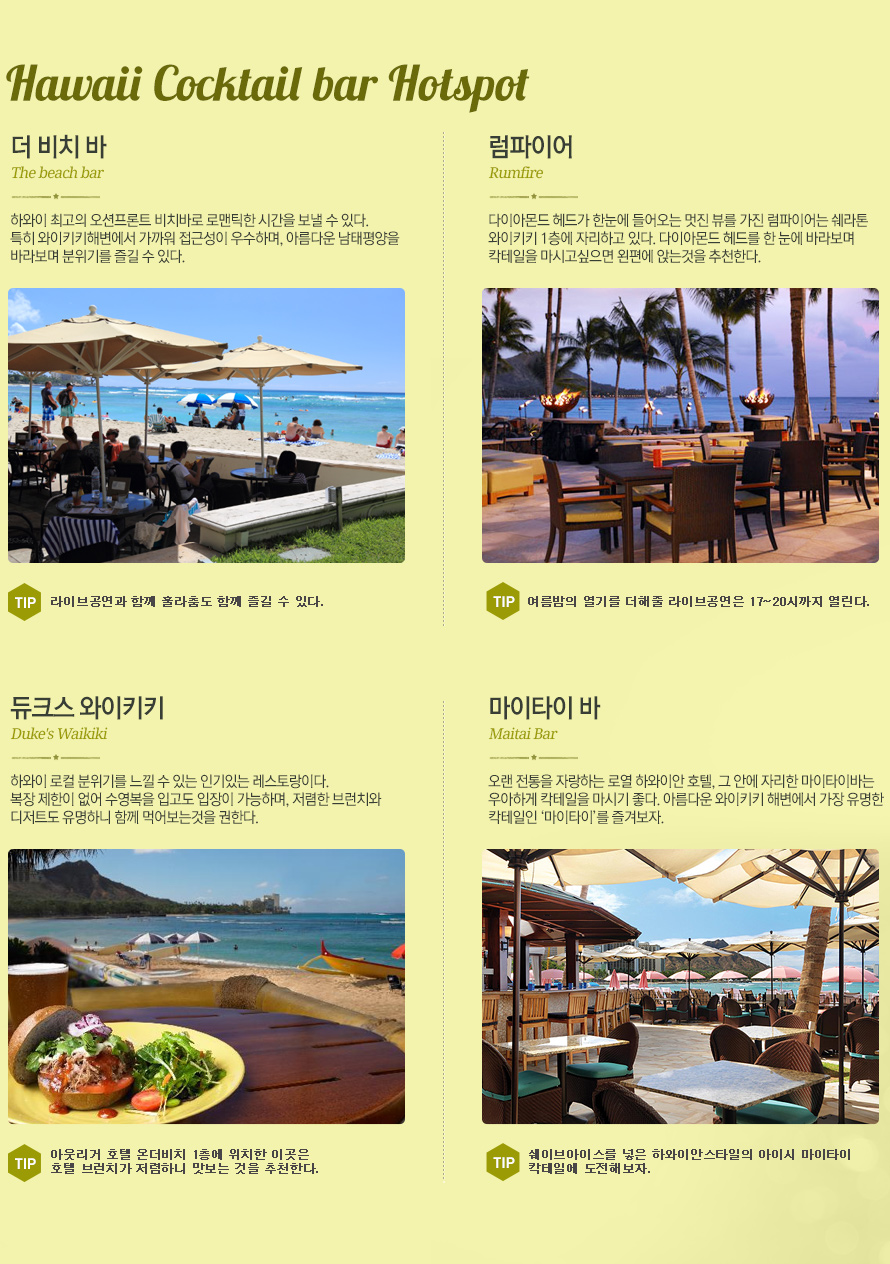 Hawaii Cocktail bar Hotspot
더 비치 바
The beach bar
하와이 최고의 오션프론트 비치바로 로맨틱한 시간을 보낼 수 있다.
특히 와이키키해변에서 가까워 접근성이 우수하며, 아름다운 남태평양을
바라보며 분위기를 즐길 수 있다.
TIP 라이브공연과 함께 훌라춤도 함께 즐길 수 있다.
럼파이어
Rumfire
다이아몬드 헤드가 한눈에 들어오는 멋진 뷰를 가진 럼파이어는 쉐라톤
와이키키 1층에 자리하고 있다. 다이아몬드 헤드를 한 눈에 바라보며
칵테일을 마시고싶으면 왼편에 앉는것을 추천한다.
TIP 여름밤의 열기를 더해줄 라이브공연은 17~20시까지 열린다.
듀크스 와이키키
Duke's Waikiki
하와이 로컬 분위기를 느낄 수 있는 인기있는 레스토랑이다.
복장 제한이 없어 수영복을 입고도 입장이 가능하며, 저렴한 브런치와
디저트도 유명하니 함께 먹어보는것을 권한다.
TIP 아웃리거 호텔 온더비치 1층에 위치한 이곳은
호텔 브런치가 저렴하니 맛보는 것을 추천한다.
마이타이 바
Maitai Bar
오랜 전통을 자랑하는 로열 하와이안 호텔, 그 안에 자리한 마이타이바는
우아하게 칵테일을 마시기 좋다. 아름다운 와이키키 해변에서 가장 유명한
칵테일인 ‘마이타이’를 즐겨보자.
TIP 쉐이브아이스를 넣은 하와이안스타일의 아이시 마이타이
칵테일에 도전해보자.